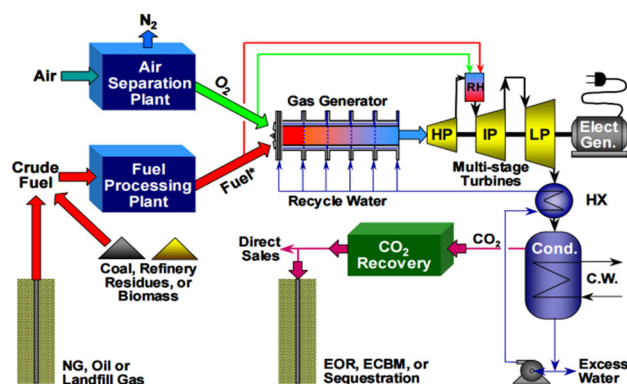 N2
Air
Air
Separation
Plant
O2
Gas Generator
RH
HP
IP
LP
Elect
Gen.
Multi-stage
Turbines
Crude
Fuel
Fuel
Processing
Plant
Fuel*
Recycle Water
HX
Direct
Sales
CO2
Recovery
CO2
Cond.
C.W.
Coal, Refinery
Residues, or
Biomass
NG, Oil or
Landfill Gas
EOR, ECBM, or
Sequestration
Excess
Water